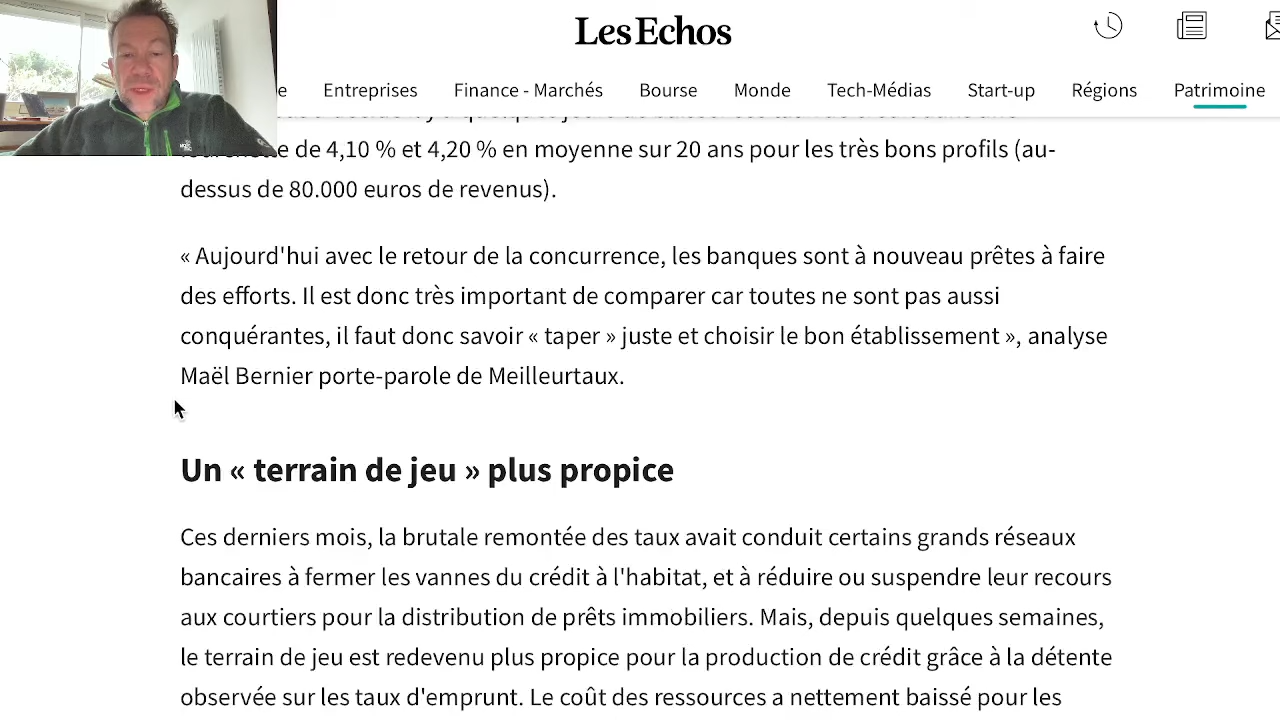 Les Echos
Entreprises Finance - Marchés Bourse Monde Tech-Médias Start-up Régions Patrimoine
de 4,10 % et 4,20 % en moyenne sur 20 ans pour les très bons profils (au-
dessus de 80.000 euros de revenus).
« Aujourd'hui avec le retour de la concurrence, les banques sont à nouveau prêtes à faire
des efforts. Il est donc très important de comparer car toutes ne sont pas aussi
conquérantes, il faut donc savoir « taper » juste et choisir le bon établissement », analyse
Maël Bernier porte-parole de Meilleurtaux.
Un « terrain de jeu » plus propice
Ces derniers mois, la brutale remontée des taux avait conduit certains grands réseaux
bancaires à fermer les vannes du crédit à l'habitat, et à réduire ou suspendre leur recours
aux courtiers pour la distribution de prêts immobiliers. Mais, depuis quelques semaines,
le terrain de jeu est redevenu plus propice pour la production de crédit grâce à la détente
observée sur les taux d'emprunt. Le coût des ressources a nettement baissé pour les